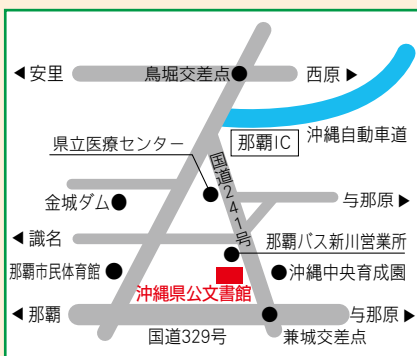 ◀安里
鳥堀交差点
西原▶
県立医療センター
那覇IC
沖縄自動車道
国道241号
金城ダム
与那原▶
◀識名
那覇バス新川営業所
那覇市民体育館
沖縄中央育成園
沖縄県公文書館
◀那覇
与那原▶
国道329号
兼城交差点